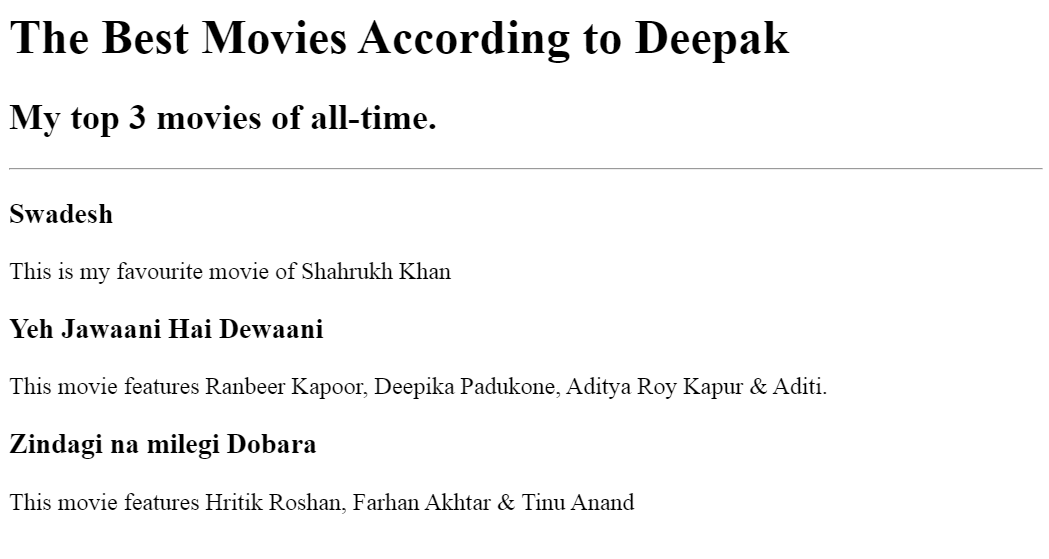 The Best Movies According to Deepak
My top 3 movies of all-time.
Swadesh
This is my favourite movie of Shahrukh Khan
Yeh Jawaani Hai Dewaani
This movie features Ranbeer Kapoor, Deepika Padukone, Aditya Roy Kapur & Aditi.
Zindagi na milegi Dobara
This movie features Hritik Roshan, Farhan Akhtar & Tinu Anand